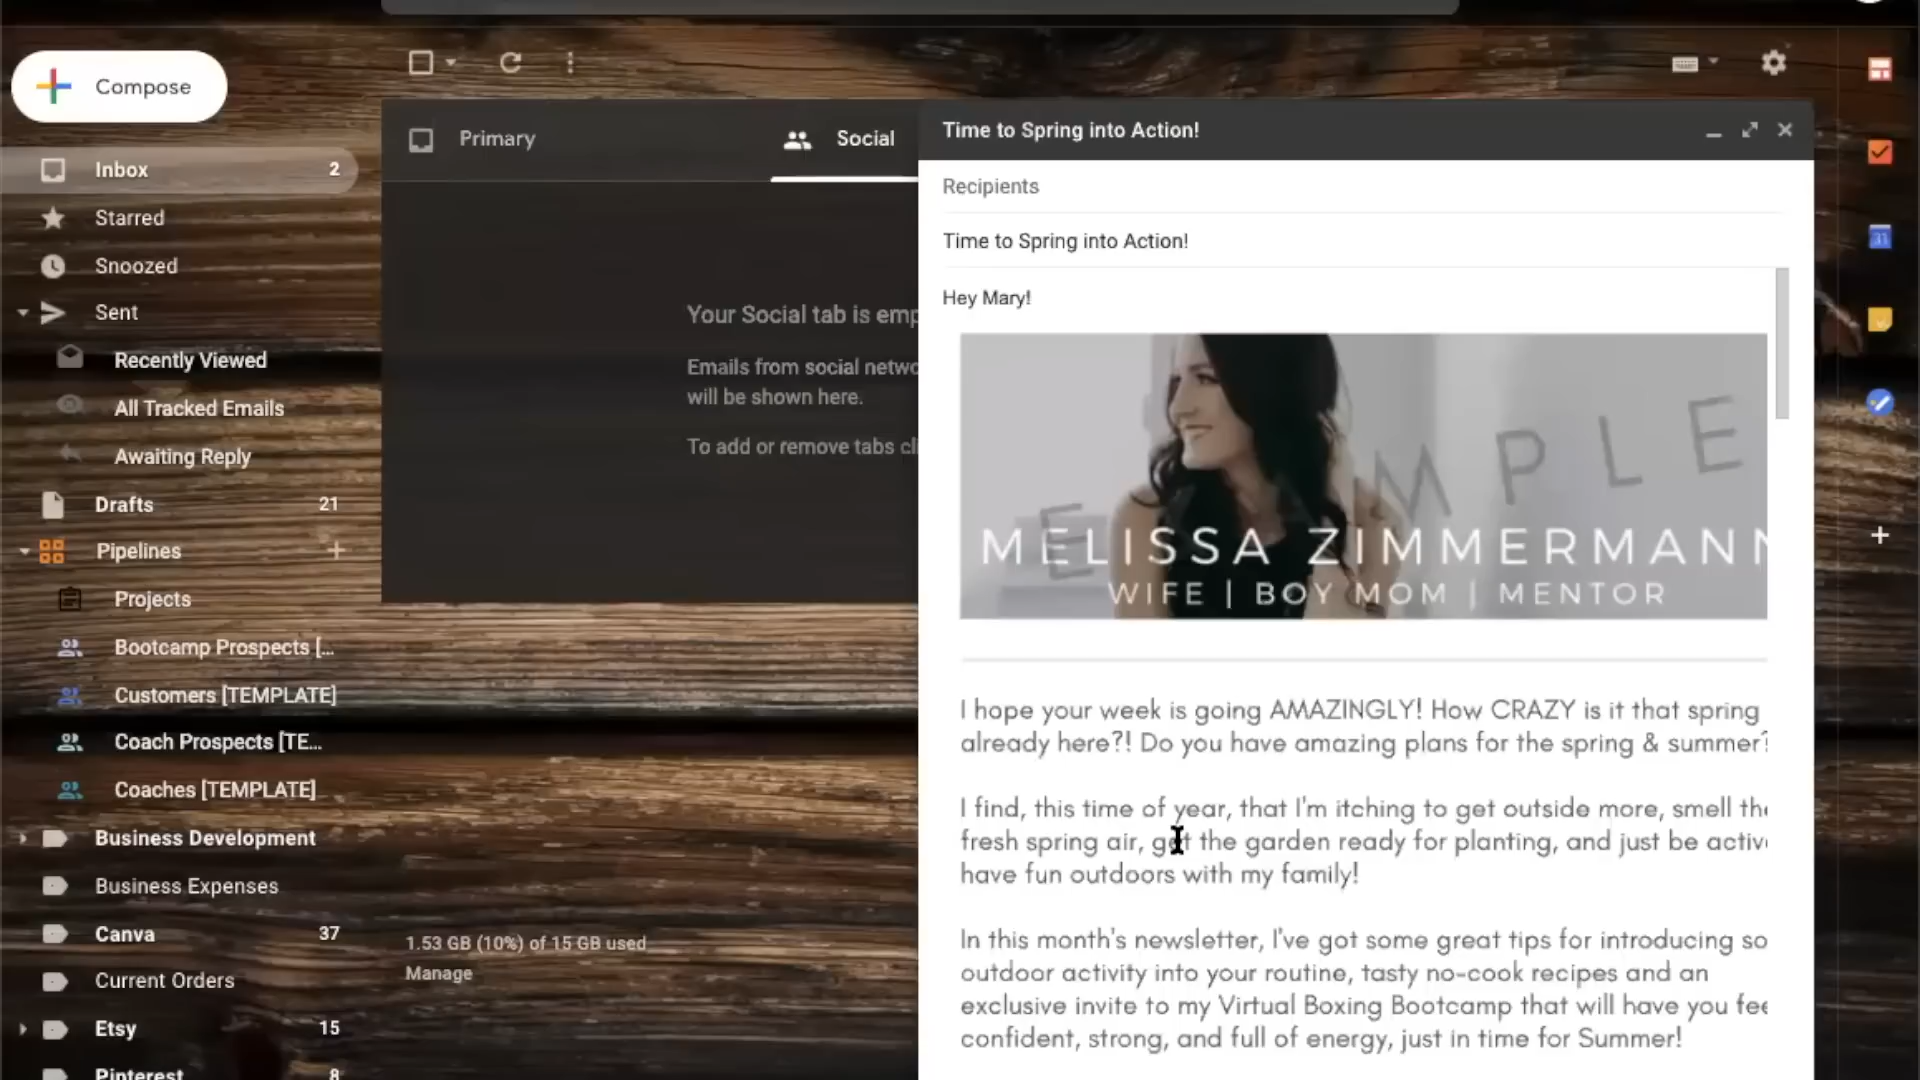 Compose
Inbox 2
Starred
Snoozed
Sent
Recently Viewed
All Tracked Emails
Awaiting Reply
Drafts 21
Pipelines
Projects
Bootcamp Prospects [...
Customers [TEMPLATE]
Coach Prospects [TE...
Coaches [TEMPLATE]
Business Development
Business Expenses
Canva 37
Current Orders
Etsy 15
Pinterest 8
Primary
Social
Your Social tab is emp
Emails from social netwo
will be shown here.
To add or remove tabs cli
1.53 GB (10%) of 15 GB used
Manage
Time to Spring into Action!
Recipients
Time to Spring into Action!
Hey Mary!
EMPLE
MELISSA ZIMMERMANN
WIFE | BOY MOM | MENTOR
I hope your week is going AMAZINGLY! How CRAZY is it that spring
already here?! Do you have amazing plans for the spring & summer?
I find, this time of year, that I'm itching to get outside more, smell the
fresh spring air, get the garden ready for planting, and just be activ
have fun outdoors with my family!
In this month's newsletter, I've got some great tips for introducing so
outdoor activity into your routine, tasty no-cook recipes and an
exclusive invite to my Virtual Boxing Bootcamp that will have you fee
confident, strong, and full of energy, just in time for Summer!
31